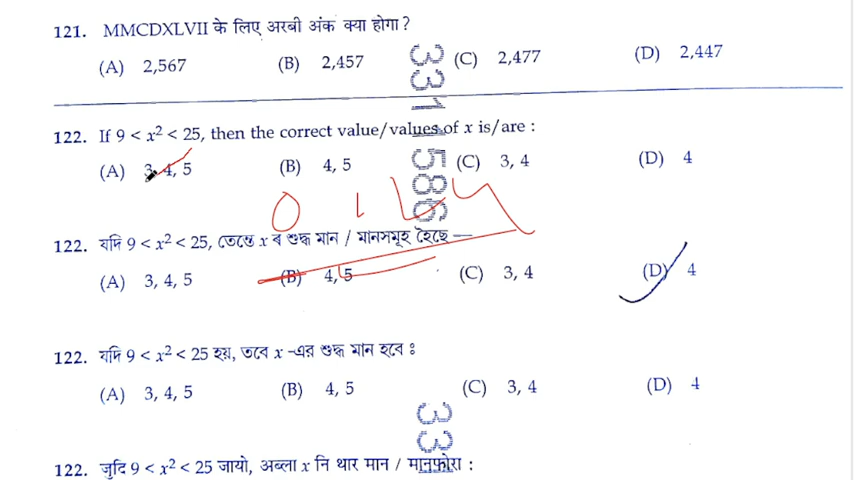 121. MMCDXLVII के लिए अरबी अंक क्या होगा ?
(A) 2,567 (B) 2,457 (C) 2,477 (D) 2,447
122. If 9 < x² < 25, then the correct value/values of x is/are :
(A) 3, 4, 5 (B) 4, 5 (C) 3, 4 (D) 4
122. যদি 9 < x² < 25, তেন্তে x ৰ শুদ্ধ মান / মানসমূহ হৈছে —
(A) 3, 4, 5 (B) 4, 5 (C) 3, 4 (D) 4
122. যদি 9 < x² < 25 হয়, তবে x -এর শুদ্ধ মান হবে ঃ
(A) 3, 4, 5 (B) 4, 5 (C) 3, 4 (D) 4
33
122. जुदि 9 < x² < 25 जायो, अब्ला x नि थार मान / मानफोरा :